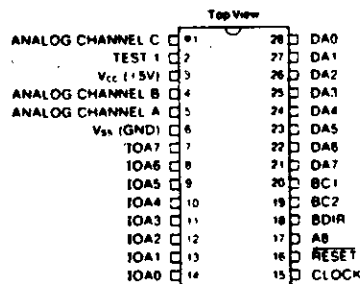 Top View
ANALOG CHANNEL C 1 28 DA0
TEST 1 2 27 DA1
Vcc (+5V) 3 26 DA2
ANALOG CHANNEL B 4 25 DA3
ANALOG CHANNEL A 5 24 DA4
Vss (GND) 6 23 DA5
IOA7 7 22 DA6
IOA6 8 21 DA7
IOA5 9 20 BC1
IOA4 10 19 BC2
IOA3 11 18 BDIR
IOA2 12 17 A8
IOA1 13 16 RESET
IOA0 14 15 CLOCK